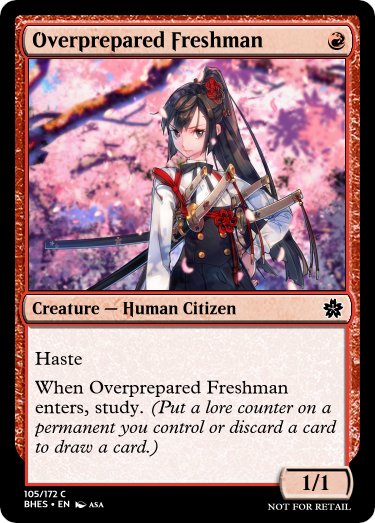 Overprepared Freshman
Creature — Human Citizen
Haste
When Overprepared Freshman
enters, study. (Put a lore counter on a
permanent you control or discard a card
to draw a card.)
1/1
105/172 C
BHES • EN ASA
NOT FOR RETAIL